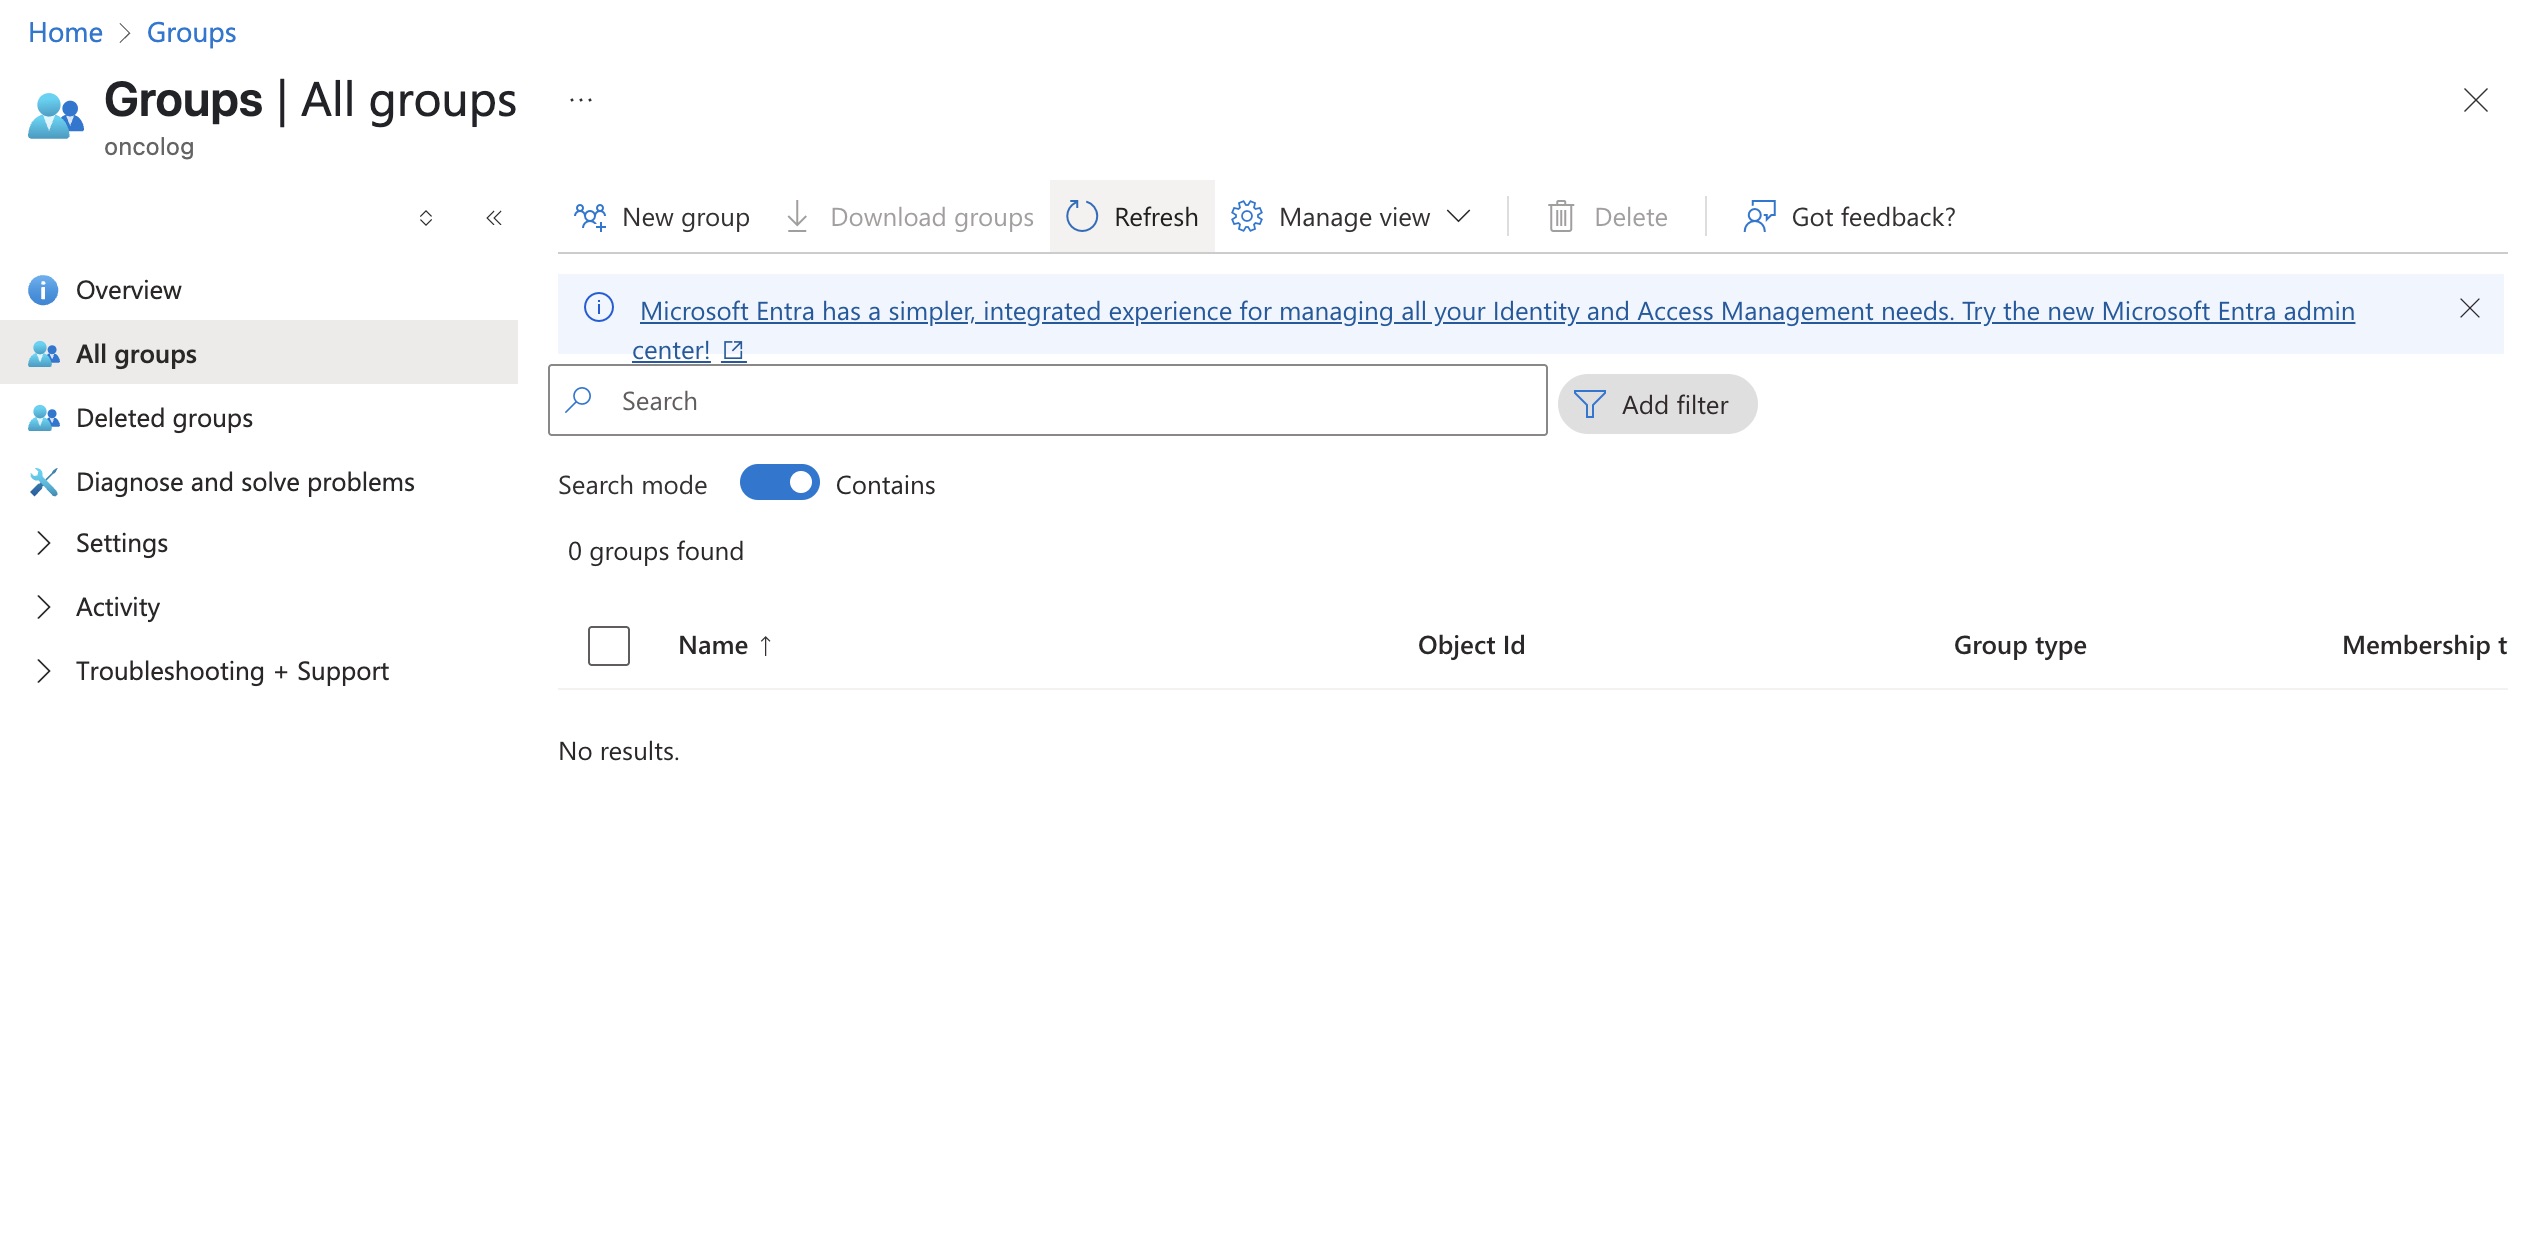 Home > Groups
Groups | All groups ...
oncolog
New group Download groups Refresh Manage view Delete Got feedback?
Overview
All groups
Deleted groups
Diagnose and solve problems
Settings
Activity
Troubleshooting + Support
Microsoft Entra has a simpler, integrated experience for managing all your Identity and Access Management needs. Try the new Microsoft Entra admin
center!
Search
Add filter
Search mode Contains
0 groups found
Name ↑ Object Id Group type Membership t
No results.